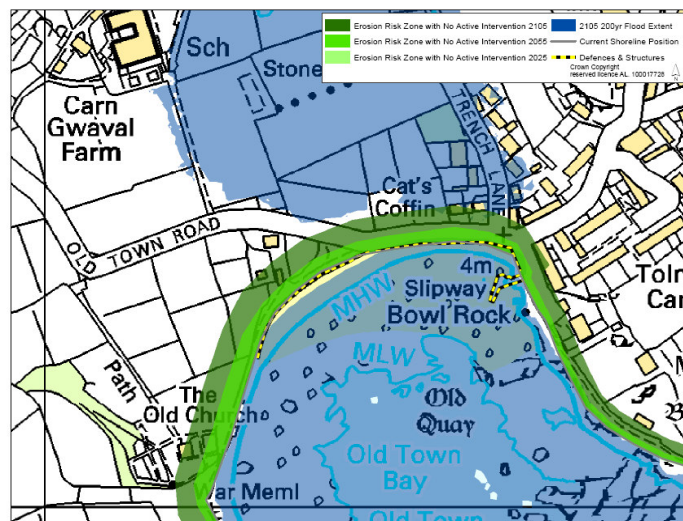 Erosion Risk Zone with No Active Intervention 2105
2105 200yr Flood Extent
Erosion Risk Zone with No Active Intervention 2055
Current Shoreline Position
Erosion Risk Zone with No Active Intervention 2025
Defences & Structures
Crown Copyright
reserved licence AL. 100017728
N
Sch
Stone
Carn
Gwaval
Farm
TRENCH LANE
Cat's
Coffin
OLD TOWN ROAD
4m
Slipway
Bowl Rock
MHW
MLW
Path
The
Old Church
Old
Quay
War Meml
Old Town
Bay
Old Town